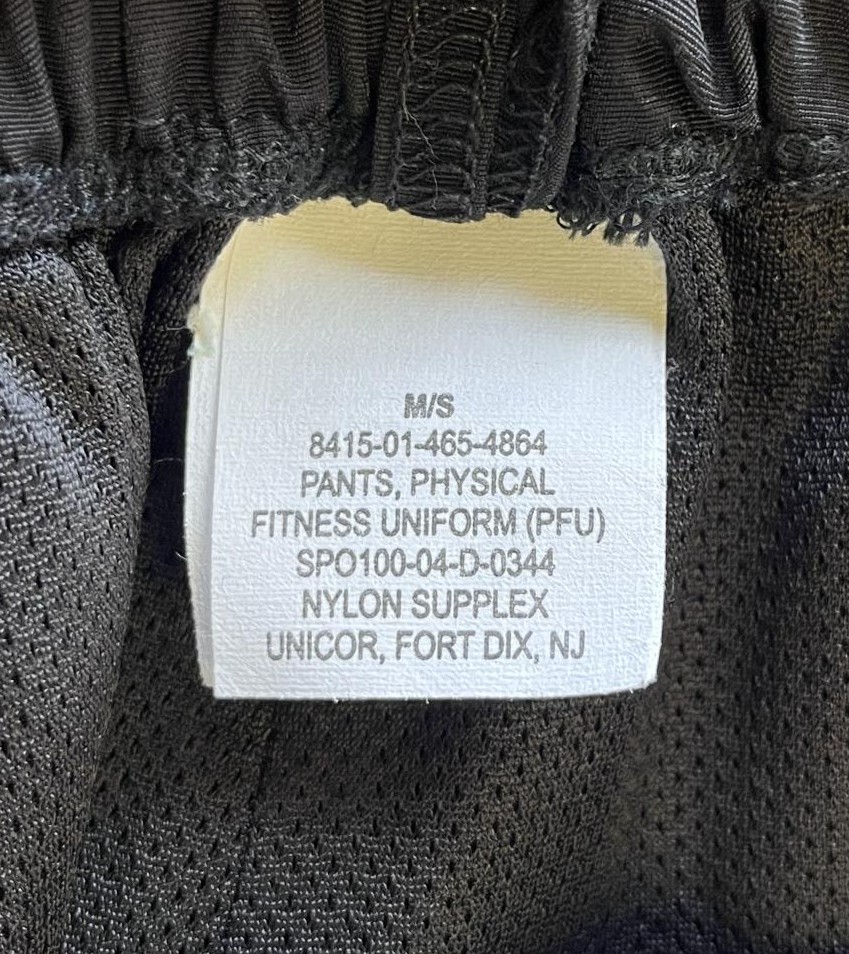 M/S
8415-01-465-4864
PANTS, PHYSICAL
FITNESS UNIFORM (PFU)
SPO100-04-D-0344
NYLON SUPPLEX
UNICOR, FORT DIX, NJ